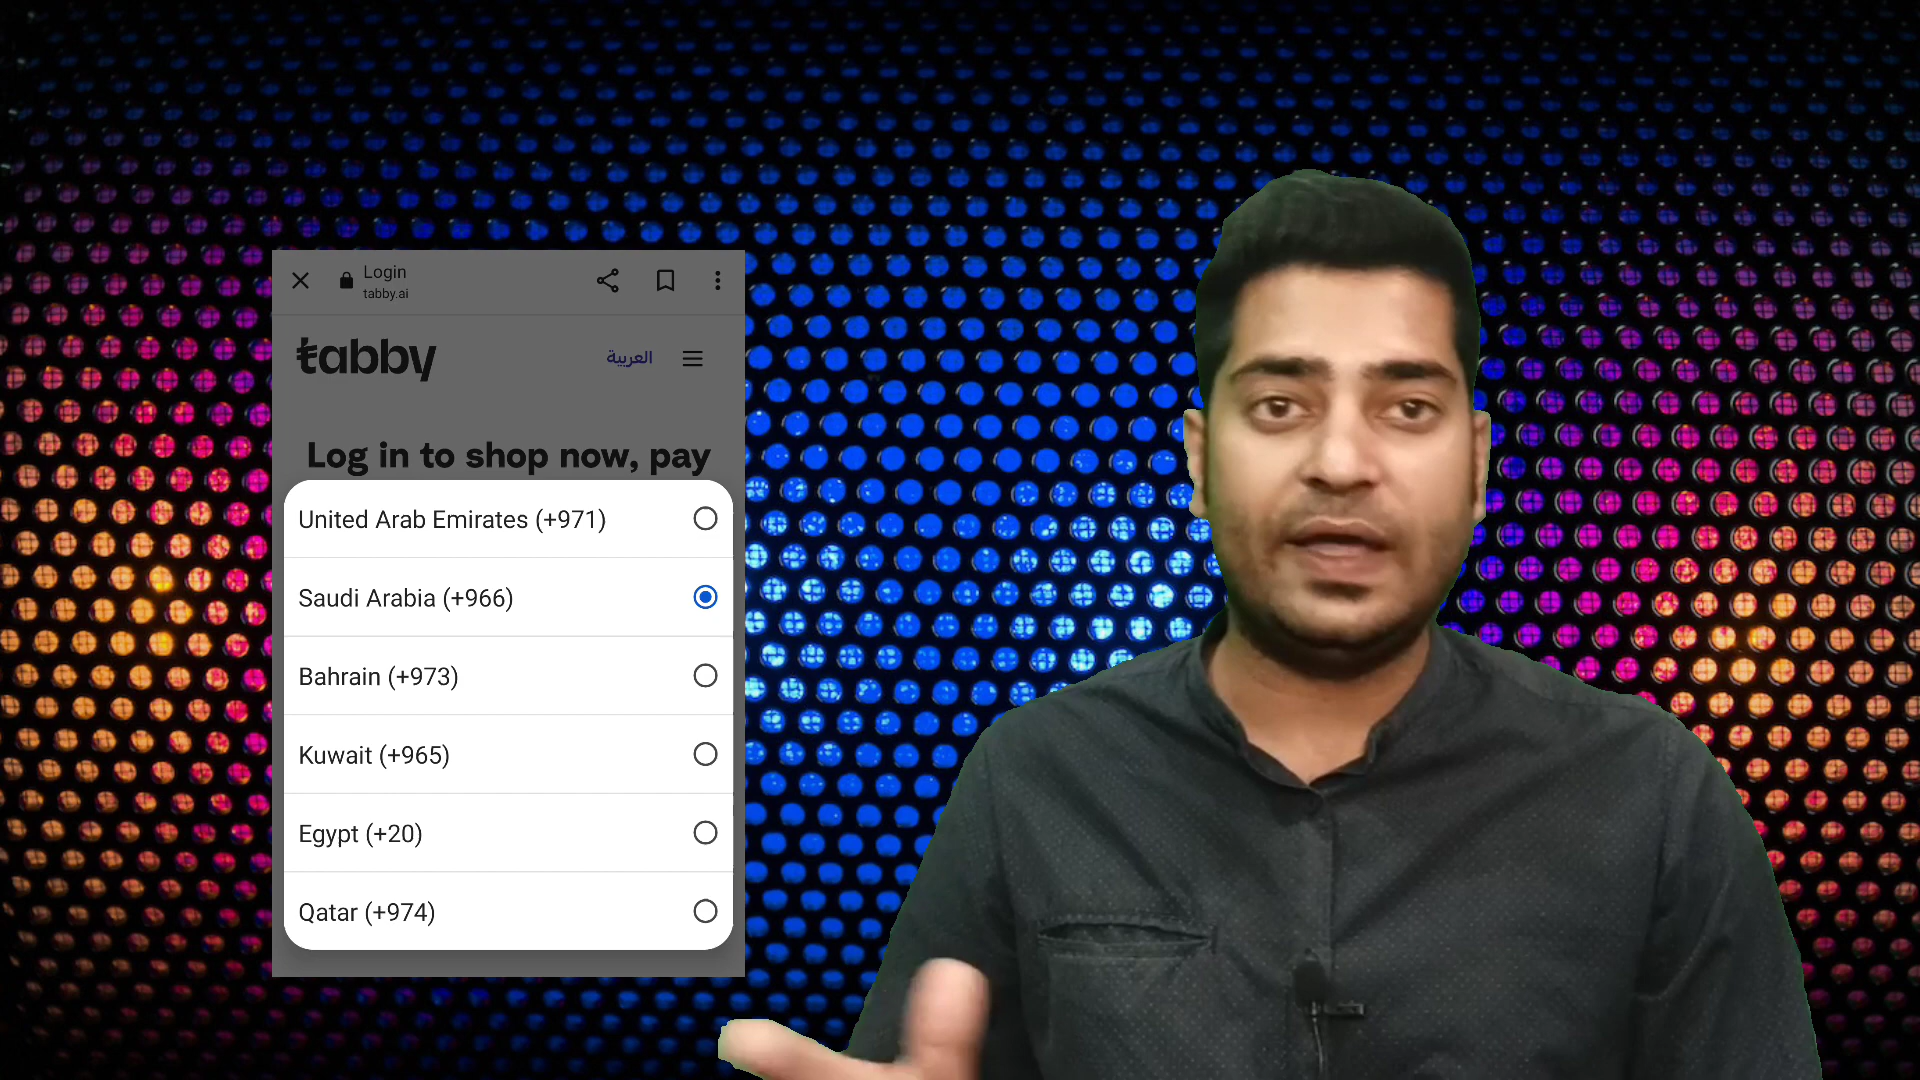 Login
tabby.ai
tabby
العربية
Log in to shop now, pay
United Arab Emirates (+971)
Saudi Arabia (+966)
Bahrain (+973)
Kuwait (+965)
Egypt (+20)
Qatar (+974)